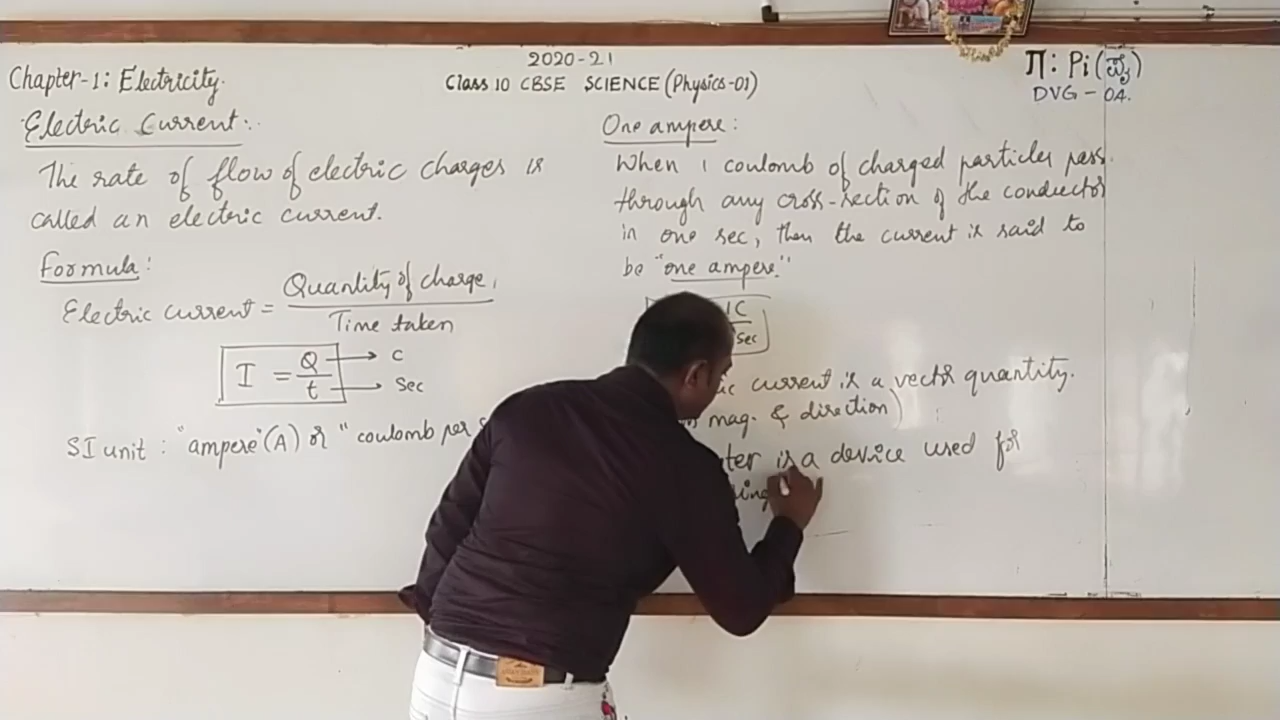 2020-21
Chapter-1: Electricity.
Class 10 CBSE SCIENCE (Physics-01)
Π: Pi(ಪೈ)
DVG-04.
Electric Current:
The rate of flow of electric charges is
called an electric current.
Formula:
Electric current = Quantity of charge
Time taken
I = Q/t
C
Sec
SI unit : "ampere" (A) or "coulomb per
One ampere:
When 1 coulomb of charged particles pass
through any cross-section of the conductor
in one sec, then the current is said to
be "one ampere."
1C
sec
current is a vector quantity.
mag. & direction)
is a device used for